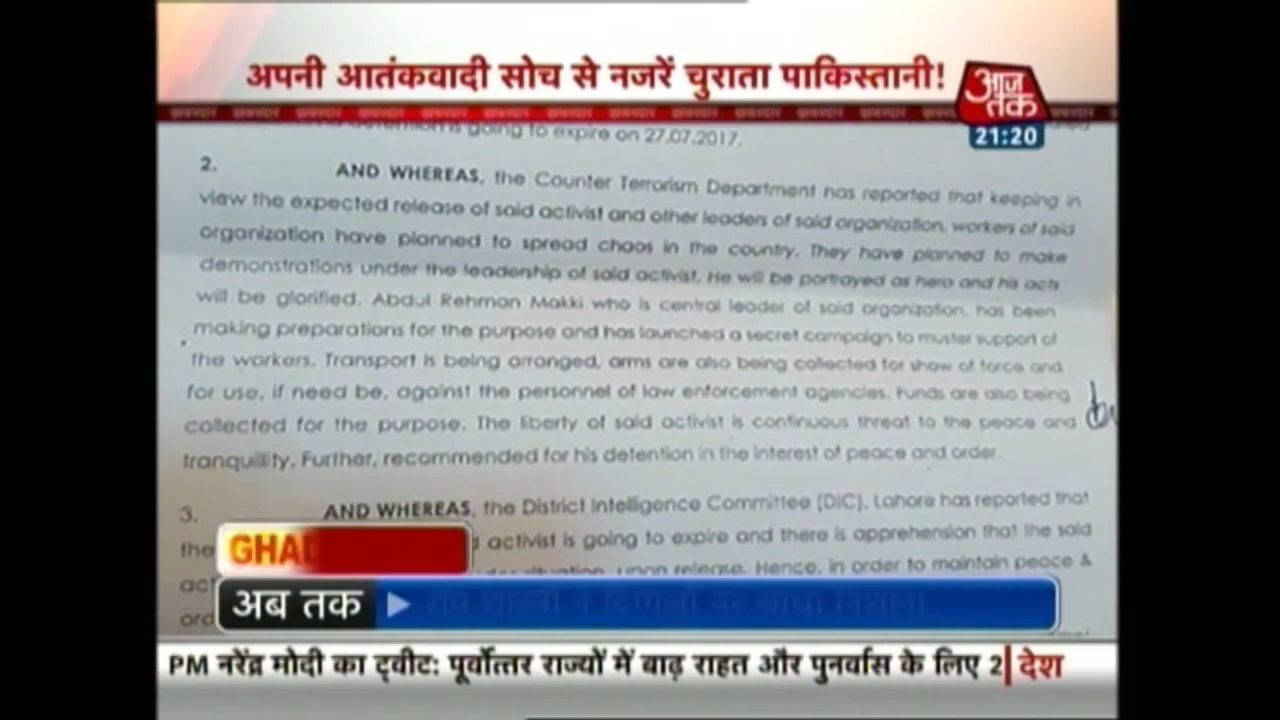 अपनी आतंकवादी सोच से नजरें चुराता पाकिस्तानी!
आज तक
21:20
is going to expire on 27.07.2017.
2. AND WHEREAS, the Counter Terrorism Department has reported that keeping in
view the expected release of said activist and other leaders of said organization, workers of said
organization have planned to spread chaos in the country. They have planned to make
demonstrations under the leadership of said activist. He will be portrayed as hero and his acts
will be glorified. Abdul Rehman Makki who is central leader of said organization, has been
making preparations for the purpose and has launched a secret campaign to muster support of
the workers. Transport is being arranged, arms are also being collected for show of force and
for use, if need be, against the personnel of law enforcement agencies. Funds are also being
collected for the purpose. The liberty of said activist is continuous threat to the peace and
tranquility. Further, recommended for his detention in the interest of peace and order.
3. AND WHEREAS, the District Intelligence Committee (DIC), Lahore has reported that
the activist is going to expire and there is apprehension that the said
upon release. Hence, in order to maintain peace &
GHAD
अब तक
PM नरेंद्र मोदी का ट्वीट: पूर्वोत्तर राज्यों में बाढ़ राहत और पुनर्वास के लिए 2 देश